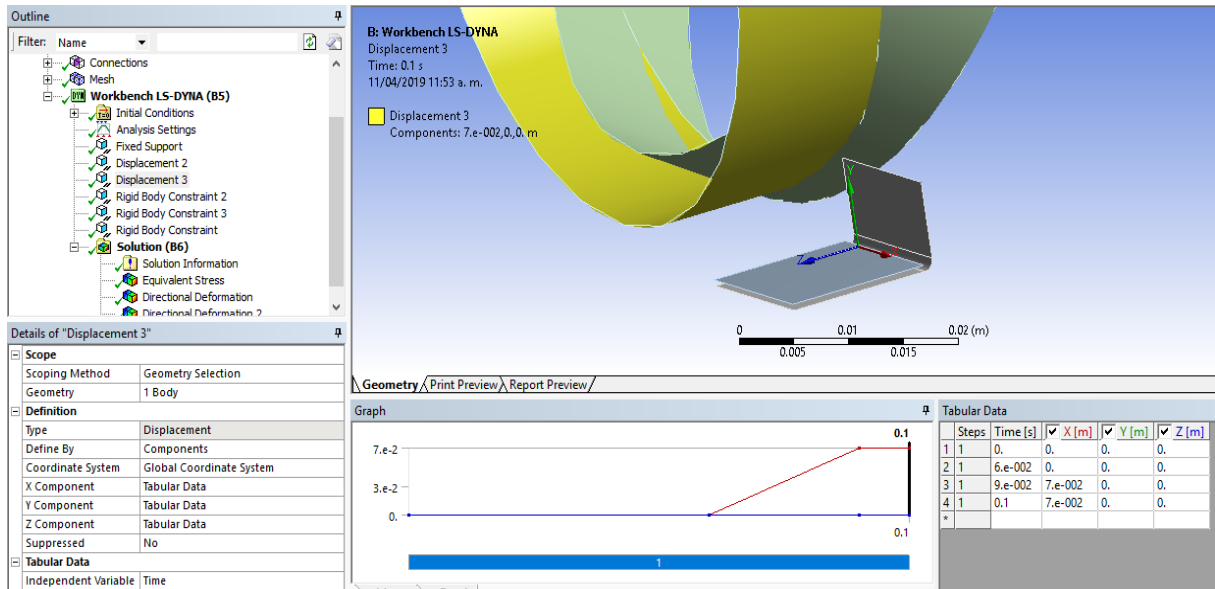 Outline
Filter: Name
Connections
Mesh
Workbench LS-DYNA (B5)
Initial Conditions
Analysis Settings
Fixed Support
Displacement 2
Displacement 3
Rigid Body Constraint 2
Rigid Body Constraint 3
Rigid Body Constraint
Solution (B6)
Solution Information
Equivalent Stress
Directional Deformation
Directional Deformation 2
Details of "Displacement 3"
Scope
Scoping Method Geometry Selection
Geometry 1 Body
Definition
Type Displacement
Define By Components
Coordinate System Global Coordinate System
X Component Tabular Data
Y Component Tabular Data
Z Component Tabular Data
Suppressed No
Tabular Data
Independent Variable Time
B: Workbench LS-DYNA
Displacement 3
Time: 0.1 s
11/04/2019 11:53 a. m.
Displacement 3
Components: 7.e-002,0.,0. m
Y
Z
0 0.01 0.02 (m)
0.005 0.015
Geometry Print Preview Report Preview
Graph
0.1
7.e-2
3.e-2
0.
0.1
1
Tabular Data
Steps Time [s] X [m] Y [m] Z [m]
1 1 0. 0. 0. 0.
2 1 6.e-002 0. 0. 0.
3 1 9.e-002 7.e-002 0. 0.
4 1 0.1 7.e-002 0. 0.
*